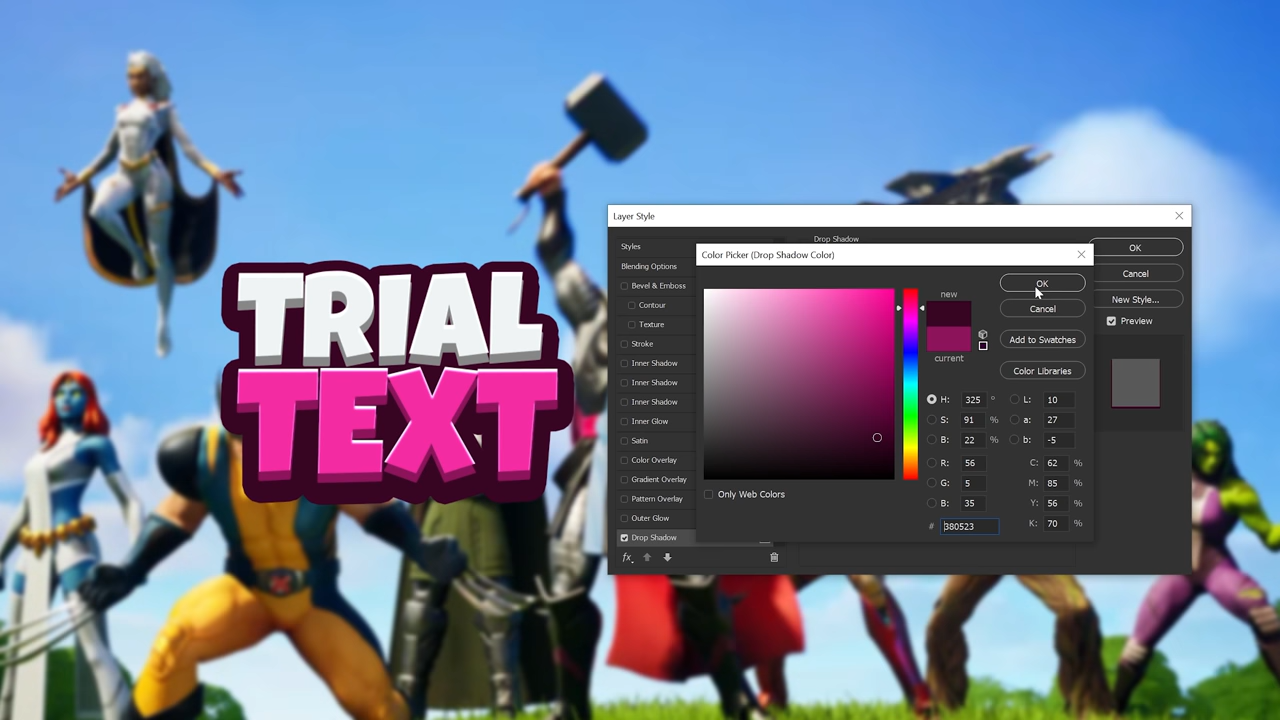 TRIAL
TEXT
Layer Style
Styles
Blending Options
Bevel & Emboss
Contour
Texture
Stroke
Inner Shadow
Inner Shadow
Inner Shadow
Inner Glow
Satin
Color Overlay
Gradient Overlay
Pattern Overlay
Outer Glow
Drop Shadow
fx
Drop Shadow
Color Picker (Drop Shadow Color)
new
current
OK
Cancel
Add to Swatches
Color Libraries
H: 325 °
S: 91 %
B: 22 %
R: 56
G: 5
B: 35
# 380523
L: 10
a: 27
b: -5
C: 62 %
M: 85 %
Y: 56 %
K: 70 %
Only Web Colors
OK
Cancel
New Style...
Preview